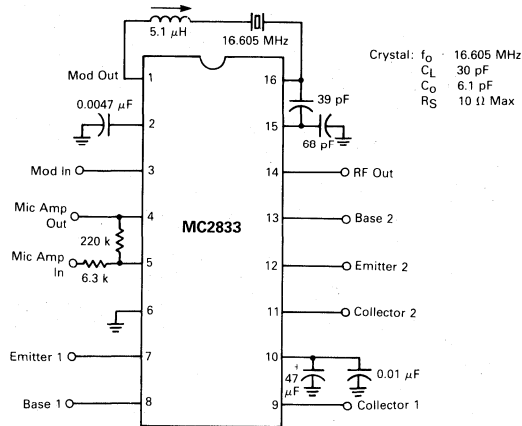 5.1 μH
16.605 MHz
Crystal: fo 16.605 MHz
CL 30 pF
Co 6.1 pF
RS 10 Ω Max
Mod Out
1
16
0.0047 μF
39 pF
2
15
68 pF
Mod In
3
14
RF Out
Mic Amp
Out
4
MC2833
13
Base 2
220 k
Mic Amp
In
5
12
Emitter 2
6.3 k
6
11
Collector 2
Emitter 1
7
10
+
47
μF
0.01 μF
Base 1
8
9
Collector 1